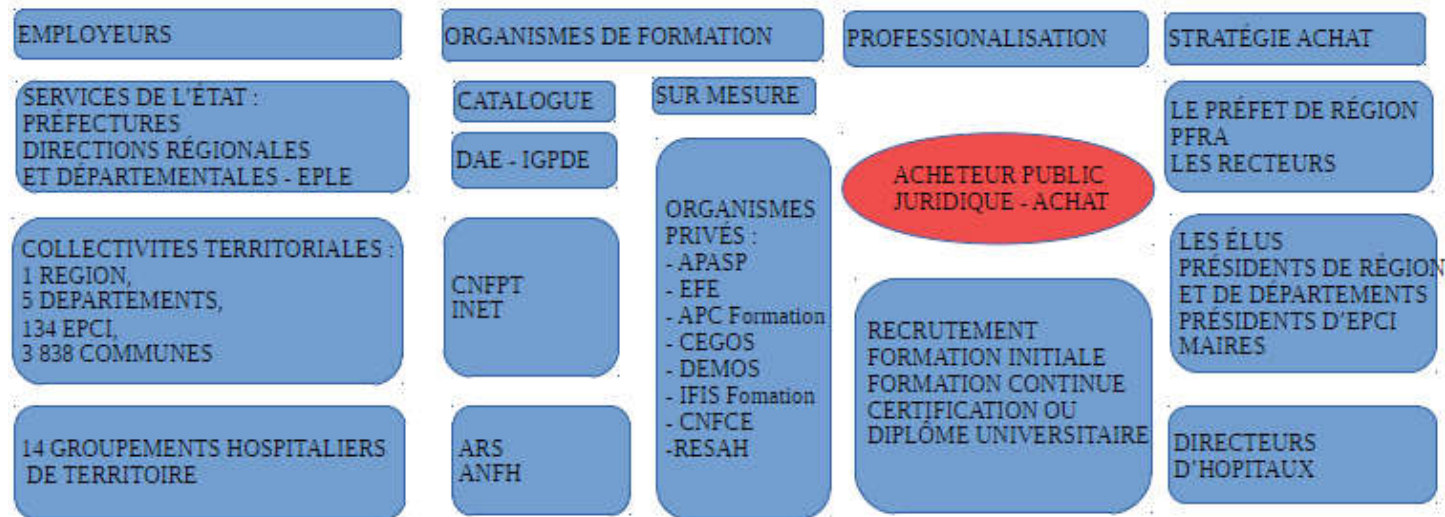 EMPLOYEURS
SERVICES DE L'ÉTAT :
PRÉFECTURES
DIRECTIONS RÉGIONALES
ET DÉPARTEMENTALES - EPLE
COLLECTIVITES TERRITORIALES :
1 REGION,
5 DEPARTEMENTS,
134 EPCI,
3 838 COMMUNES
14 GROUPEMENTS HOSPITALIERS
DE TERRITOIRE
ORGANISMES DE FORMATION
CATALOGUE
DAE - IGPDE
CNFPT
INET
ARS
ANFH
SUR MESURE
ORGANISMES
PRIVÉS :
- APASP
- EFE
- APC Formation
- CEGOS
- DEMOS
- IFIS Fomation
- CNFCE
-RESAH
PROFESSIONALISATION
ACHETEUR PUBLIC
JURIDIQUE - ACHAT
RECRUTEMENT
FORMATION INITIALE
FORMATION CONTINUE
CERTIFICATION OU
DIPLÔME UNIVERSITAIRE
STRATÉGIE ACHAT
LE PRÉFET DE RÉGION
PFRA
LES RECTEURS
LES ÉLUS
PRÉSIDENTS DE RÉGION
ET DE DÉPARTEMENTS
PRÉSIDENTS D'EPCI
MAIRES
DIRECTEURS
D'HOPITAUX